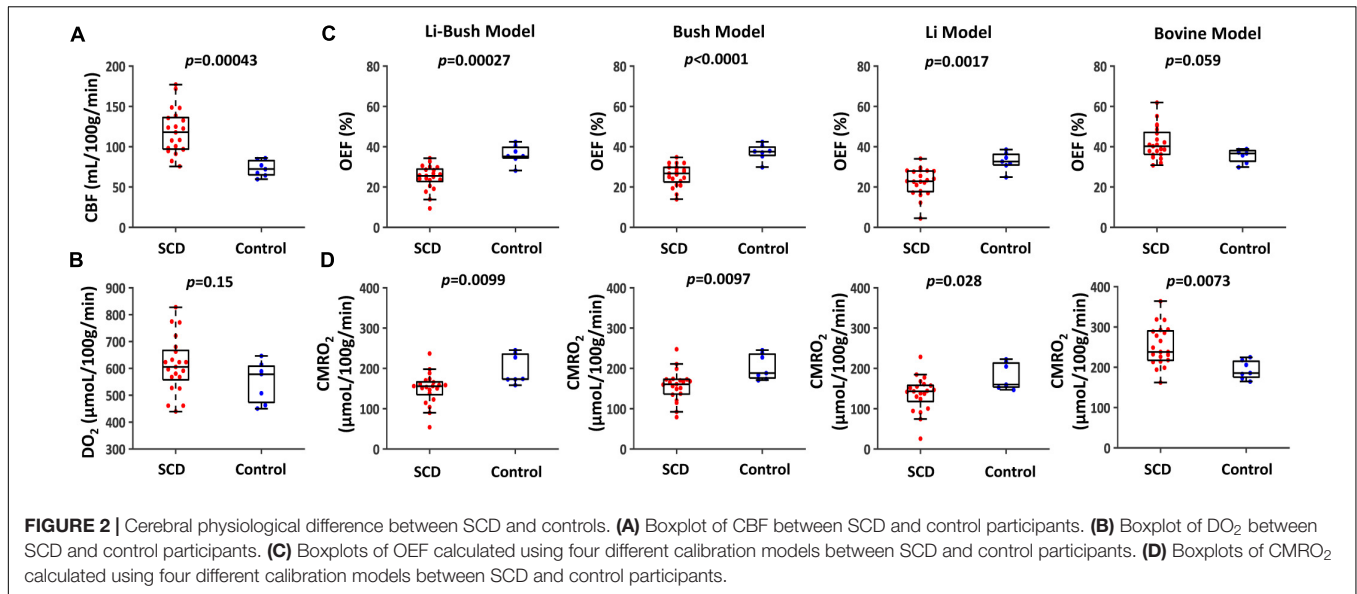 A
C
Li-Bush Model
Bush Model
Li Model
Bovine Model
p=0.00043
CBF (mL/100g/min)
200
150
100
50
0
SCD
Control
p=0.00027
OEF (%)
80
60
40
20
0
SCD
Control
p<0.0001
OEF (%)
80
60
40
20
0
SCD
Control
p=0.0017
OEF (%)
80
60
40
20
0
SCD
Control
p=0.059
OEF (%)
80
60
40
20
0
SCD
Control
B
D
p=0.15
DO₂ (µmoL/100g/min)
900
800
700
600
500
400
300
SCD
Control
p=0.0099
CMRO₂
(µmoL/100g/min)
400
300
200
100
0
SCD
Control
p=0.0097
CMRO₂
(µmoL/100g/min)
400
300
200
100
0
SCD
Control
p=0.028
CMRO₂
(µmoL/100g/min)
400
300
200
100
0
SCD
Control
p=0.0073
CMRO₂
(µmoL/100g/min)
400
300
200
100
0
SCD
Control
FIGURE 2 | Cerebral physiological difference between SCD and controls. (A) Boxplot of CBF between SCD and control participants. (B) Boxplot of DO₂ between
SCD and control participants. (C) Boxplots of OEF calculated using four different calibration models between SCD and control participants. (D) Boxplots of CMRO₂
calculated using four different calibration models between SCD and control participants.